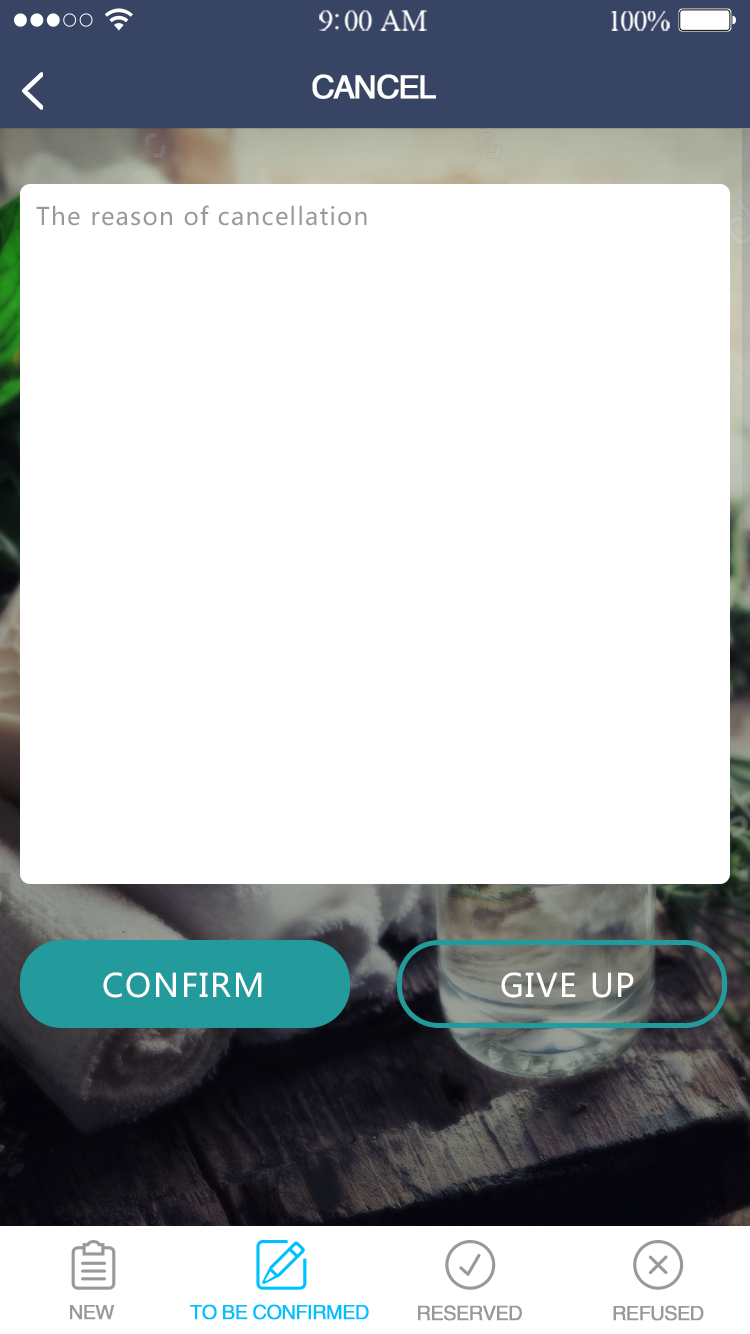 9:00 AM
100%
CANCEL
The reason of cancellation
CONFIRM
GIVE UP
NEW
TO BE CONFIRMED
RESERVED
REFUSED